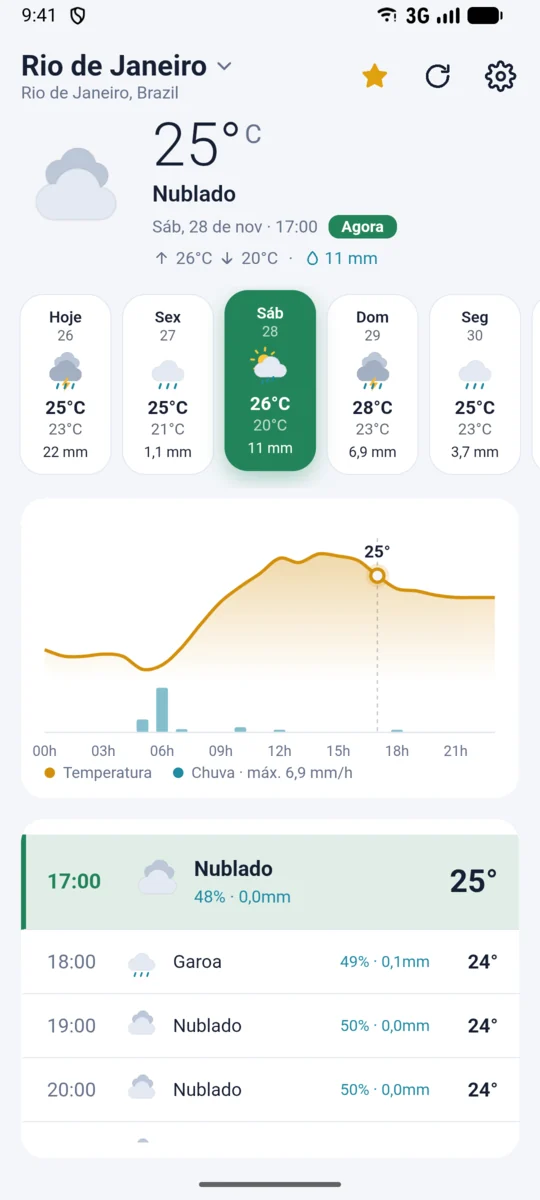 9:41 3G
Rio de Janeiro
Rio de Janeiro, Brazil
25°C
Nublado
Sáb, 28 de nov · 17:00 Agora
↑ 26°C ↓ 20°C · 11 mm
Hoje Sex Sáb Dom Seg
26 27 28 29 30
25°C 25°C 26°C 28°C 25°C
23°C 21°C 20°C 23°C 23°C
22 mm 1,1 mm 11 mm 6,9 mm 3,7 mm
25°
00h 03h 06h 09h 12h 15h 18h 21h
Temperatura Chuva · máx. 6,9 mm/h
17:00 Nublado 25°
48% · 0,0mm
18:00 Garoa 49% · 0,1mm 24°
19:00 Nublado 50% · 0,0mm 24°
20:00 Nublado 50% · 0,0mm 24°